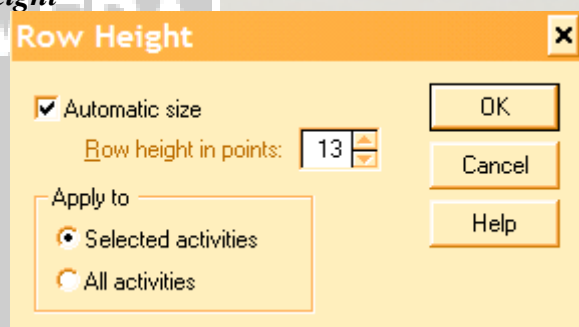 Row Height
Automatic size
Row height in points: 13
Apply to
Selected activities
All activities
OK
Cancel
Help